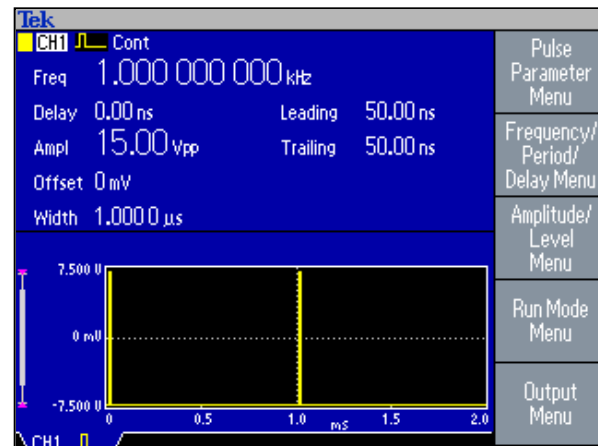 Tek
CH1 Cont
Freq 1.000 000 000 kHz
Delay 0.00 ns Leading 50.00 ns
Ampl 15.00 Vpp Trailing 50.00 ns
Offset 0 mV
Width 1.000 0 µs
7.500 V
0 mV
-7.500 V
0 0.5 1.0 ms 1.5 2.0
CH1
Pulse
Parameter
Menu
Frequency/
Period/
Delay Menu
Amplitude/
Level
Menu
Run Mode
Menu
Output
Menu